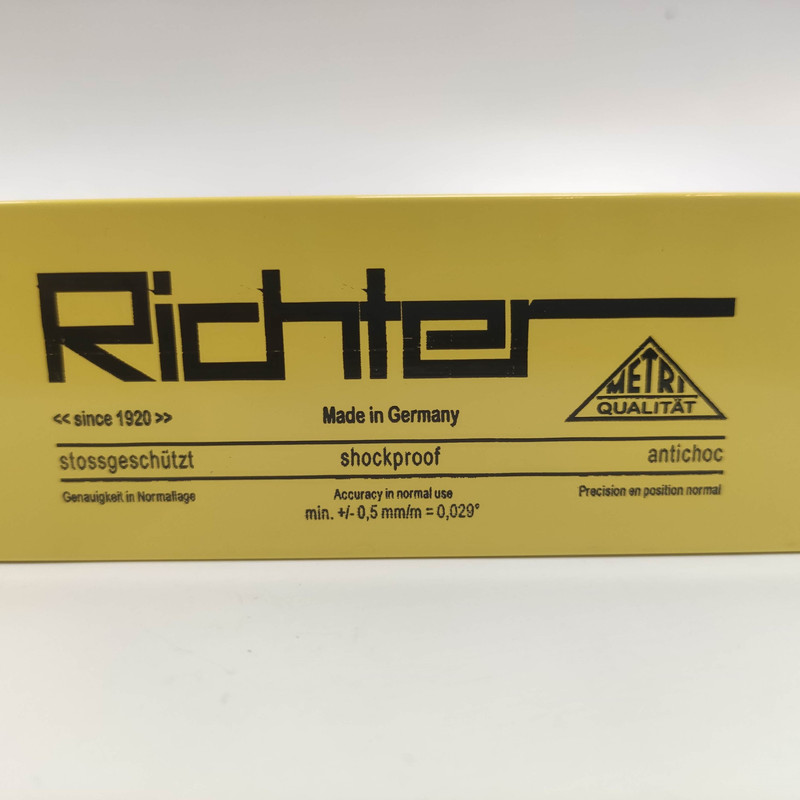 Richter
METRI
QUALITÄT
<< since 1920 >>
Made in Germany
stossgeschützt
shockproof
antichoc
Genauigkeit in Normallage
Accuracy in normal use
Precision en position normal
min. +/- 0,5 mm/m = 0,029°